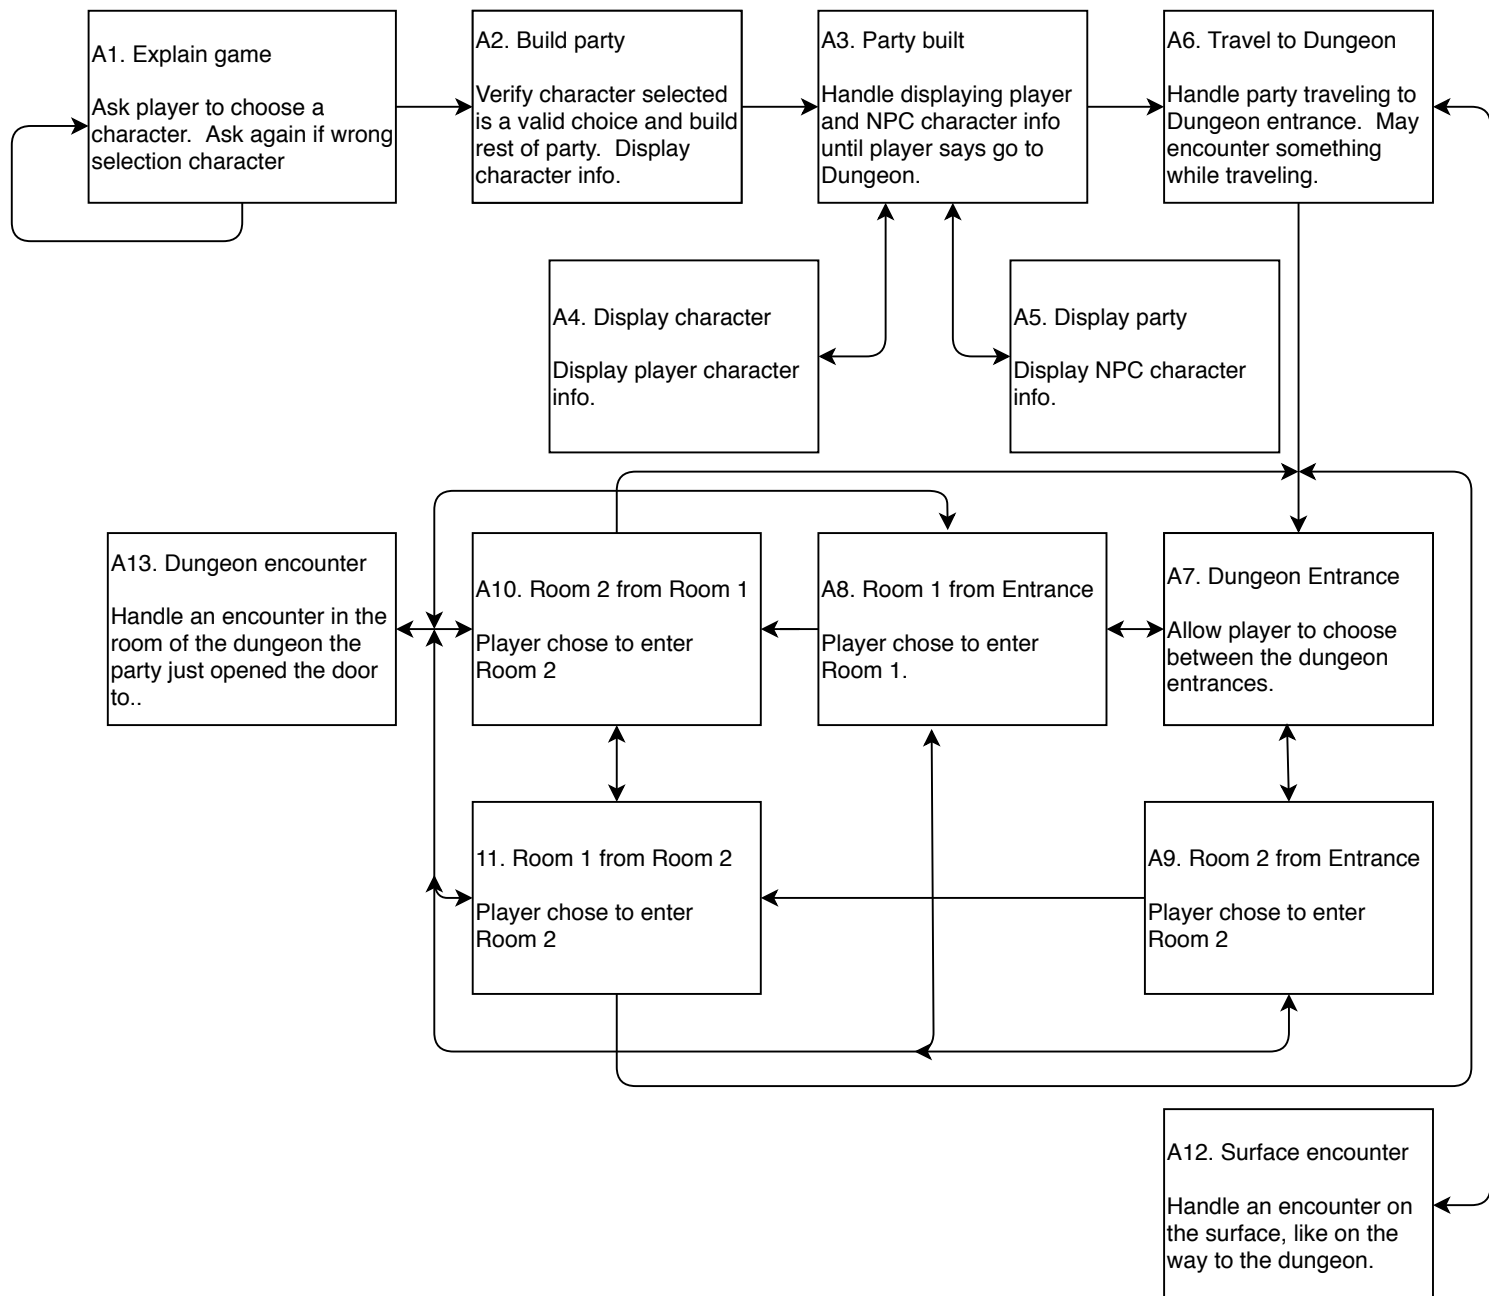 A1. Explain game
Ask player to choose a
character.  Ask again if wrong
selection character
A2. Build party
Verify character selected
is a valid choice and build
rest of party.  Display
character info.
A3. Party built
Handle displaying player
and NPC character info
until player says go to
Dungeon.
A6. Travel to Dungeon
Handle party traveling to
Dungeon entrance.  May
encounter something
while traveling.
A4. Display character
Display player character
info.
A5. Display party
Display NPC character
info.
A13. Dungeon encounter
Handle an encounter in the
room of the dungeon the
party just opened the door
to..
A10. Room 2 from Room 1
Player chose to enter
Room 2
A8. Room 1 from Entrance
Player chose to enter
Room 1.
A7. Dungeon Entrance
Allow player to choose
between the dungeon
entrances.
11. Room 1 from Room 2
Player chose to enter
Room 2
A9. Room 2 from Entrance
Player chose to enter
Room 2
A12. Surface encounter
Handle an encounter on
the surface, like on the
way to the dungeon.